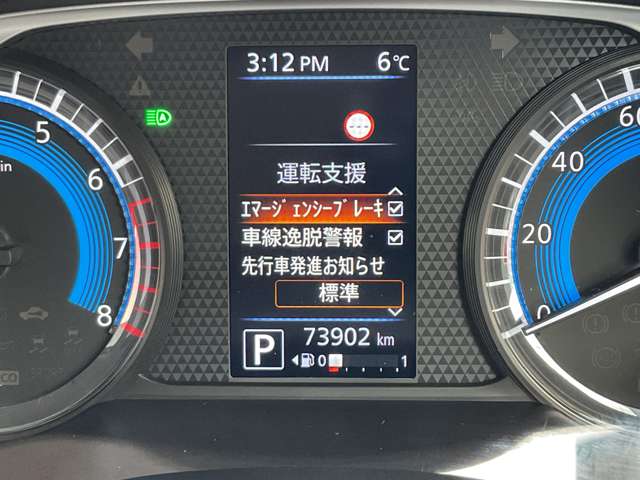 3:12 PM 6℃
運転支援
エマージェンシーブレーキ
車線逸脱警報
先行車発進お知らせ
標準
P 73902 km
0 1
5
6
7
8
in
A
60
40
20
0